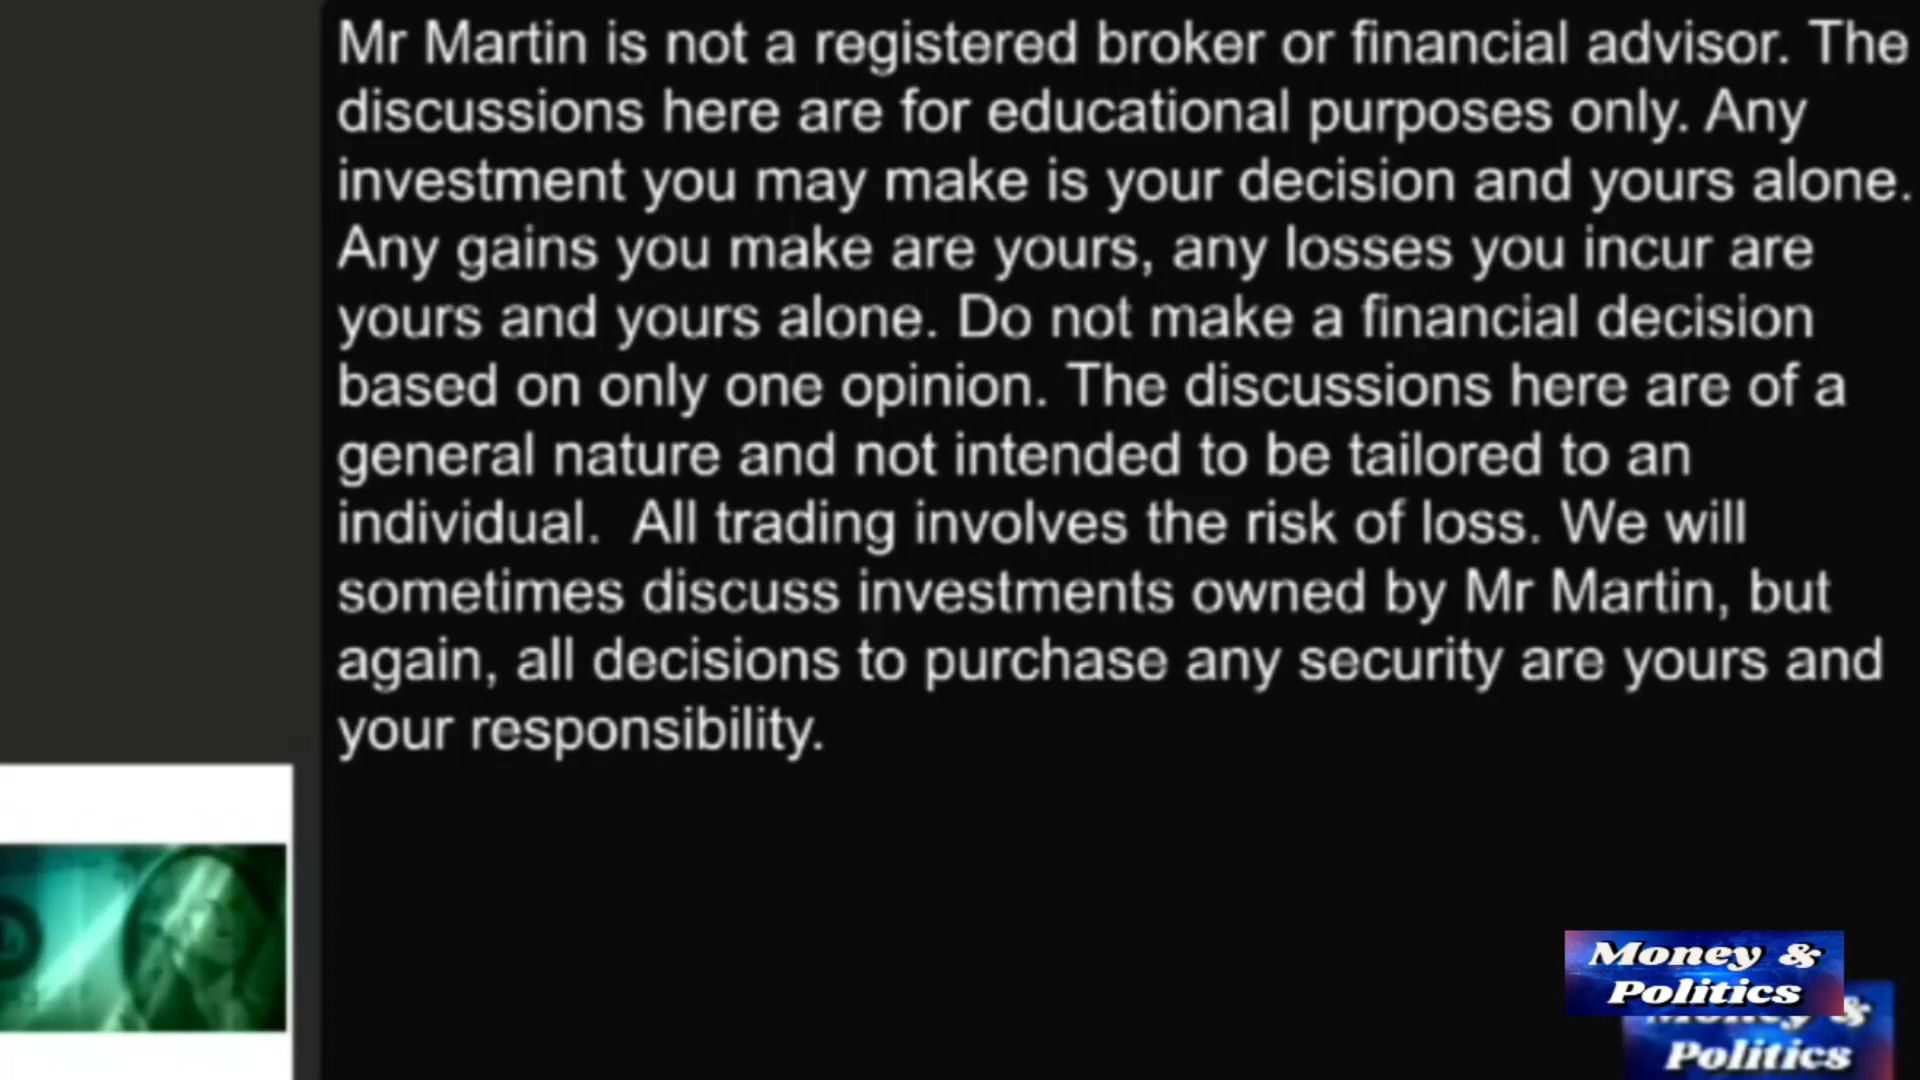 Mr Martin is not a registered broker or financial advisor. The
discussions here are for educational purposes only. Any
investment you may make is your decision and yours alone.
Any gains you make are yours, any losses you incur are
yours and yours alone. Do not make a financial decision
based on only one opinion. The discussions here are of a
general nature and not intended to be tailored to an
individual.  All trading involves the risk of loss. We will
sometimes discuss investments owned by Mr Martin, but
again, all decisions to purchase any security are yours and
your responsibility.
Money &
Politics
Money &
Politics